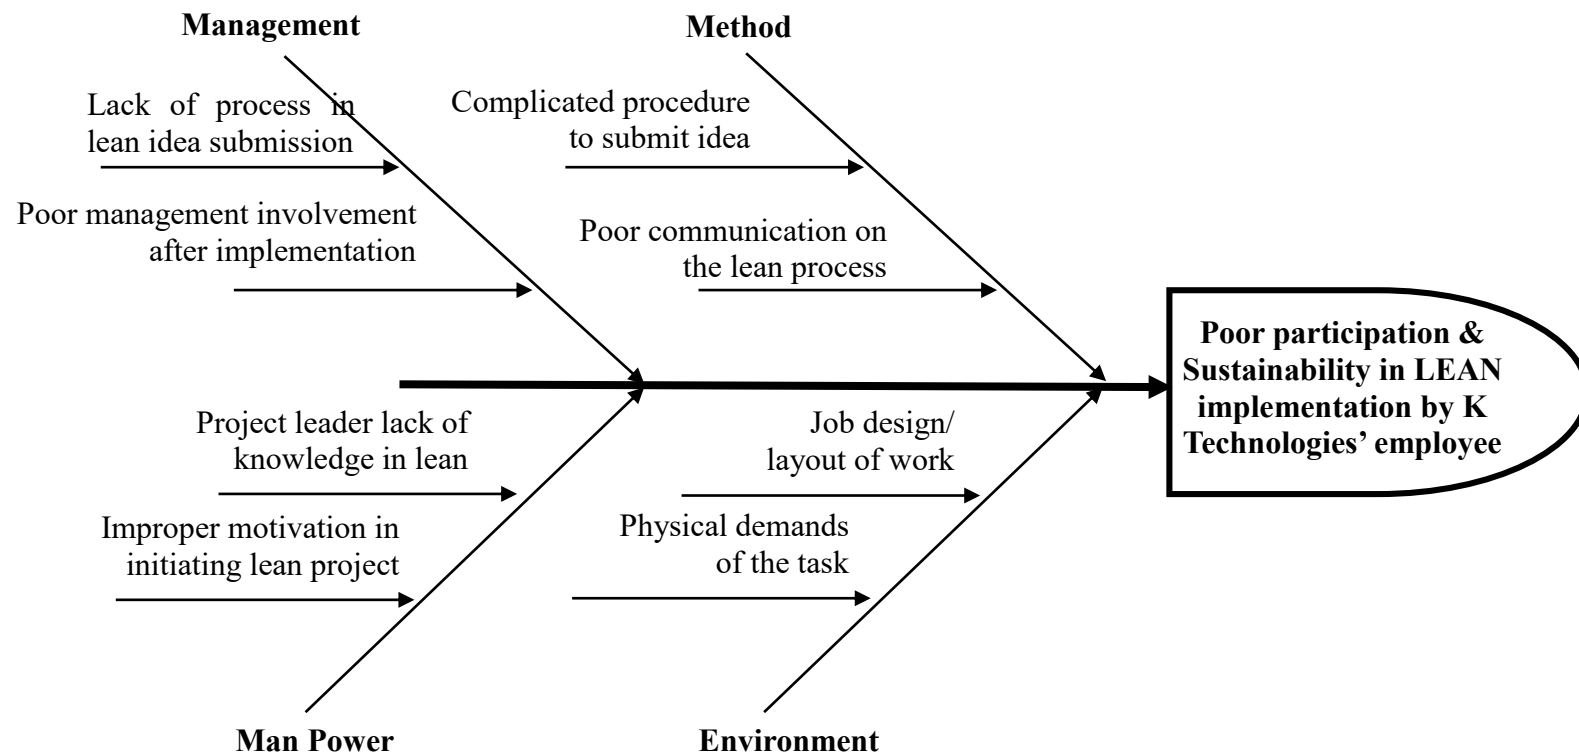 Management
Lack of process in
lean idea submission
Poor management involvement
after implementation
Method
Complicated procedure
to submit idea
Poor communication on
the lean process
Poor participation &
Sustainability in LEAN
implementation by K
Technologies’ employee
Project leader lack of
knowledge in lean
Improper motivation in
initiating lean project
Man Power
Job design/
layout of work
Physical demands
of the task
Environment